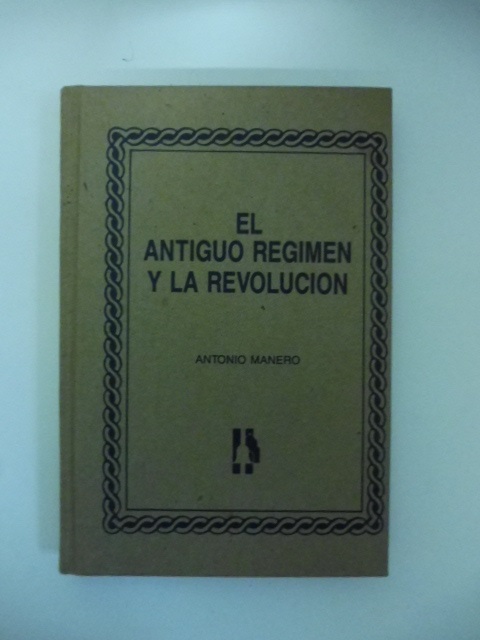 EL
ANTIGUO REGIMEN
Y LA REVOLUCION
ANTONIO MANERO